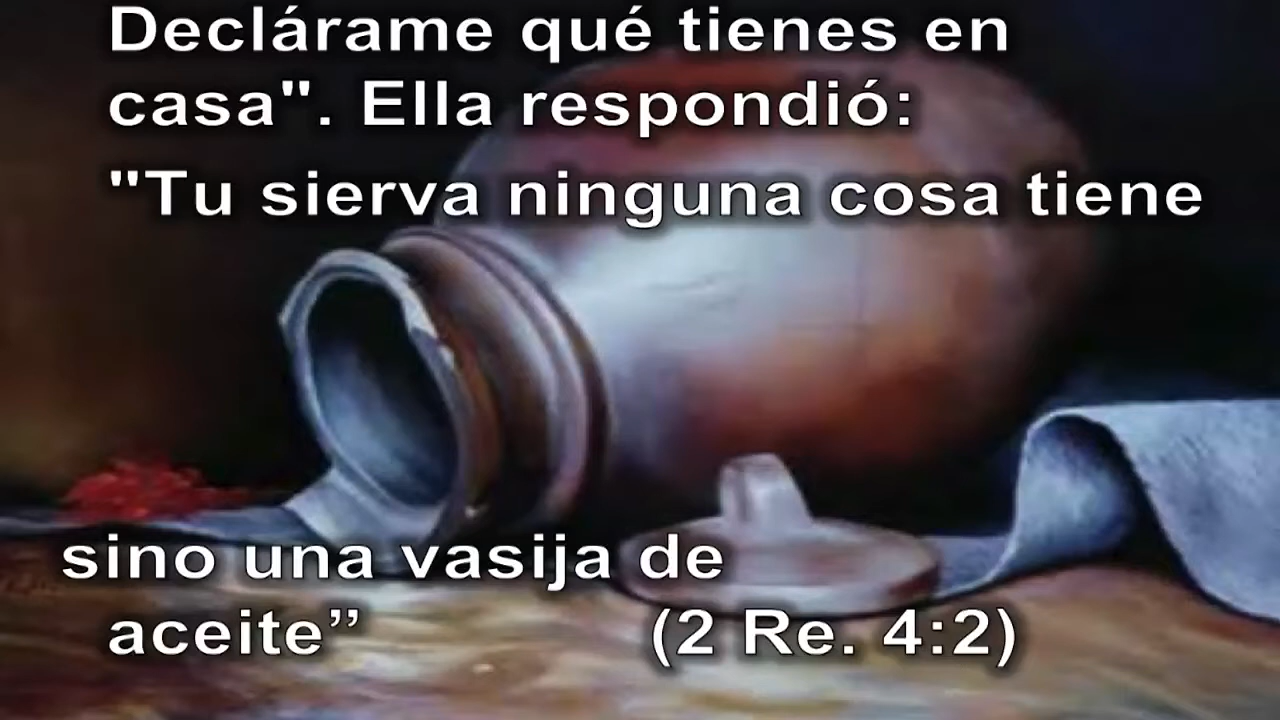 Declárame qué tienes en
casa". Ella respondió:
"Tu sierva ninguna cosa tiene
sino una vasija de
aceite” (2 Re. 4:2)